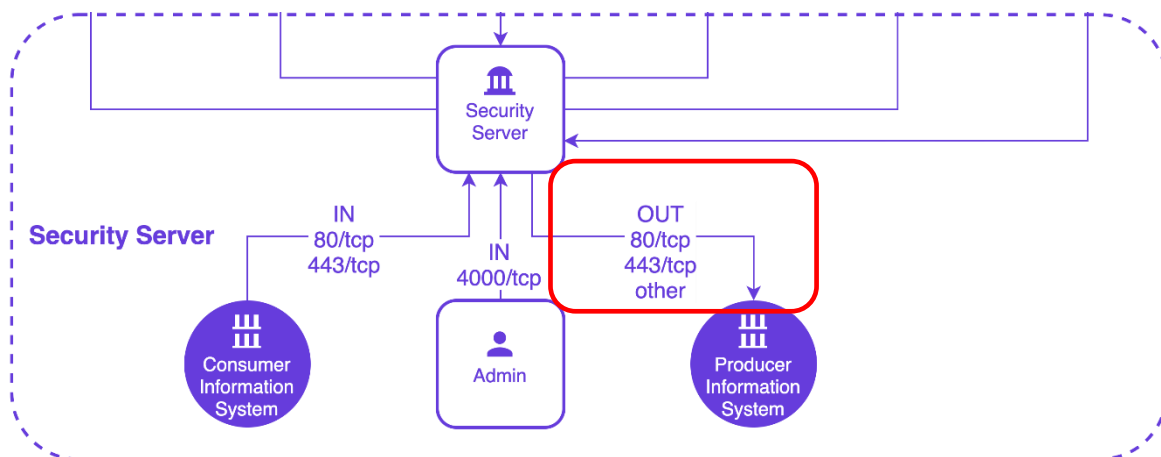 Security
Server
Security Server
IN
80/tcp
443/tcp
IN
4000/tcp
OUT
80/tcp
443/tcp
other
Consumer
Information
System
Admin
Producer
Information
System